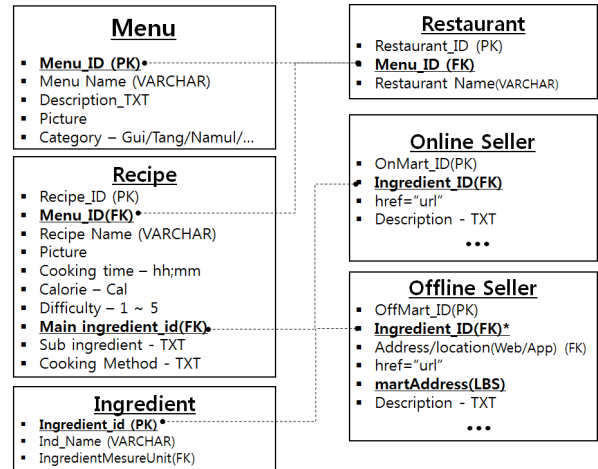 Menu
▪ Menu_ID (PK)
▪ Menu Name (VARCHAR)
▪ Description_TXT
▪ Picture
▪ Category – Gui/Tang/Namul/...
Recipe
▪ Recipe_ID (PK)
▪ Menu_ID(FK)
▪ Recipe Name (VARCHAR)
▪ Picture
▪ Cooking time – hh;mm
▪ Calorie – Cal
▪ Difficulty – 1 ~ 5
▪ Main ingredient_id(FK)
▪ Sub ingredient - TXT
▪ Cooking Method - TXT
Ingredient
▪ Ingredient_id (PK)
▪ Ind_Name (VARCHAR)
▪ IngredientMesureUnit(FK)
Restaurant
▪ Restaurant_ID (PK)
▪ Menu_ID (FK)
▪ Restaurant Name(VARCHAR)
Online Seller
▪ OnMart_ID(PK)
▪ Ingredient_ID(FK)
▪ href="url"
▪ Description - TXT
•••
Offline Seller
▪ OffMart_ID(PK)
▪ Ingredient_ID(FK)*
▪ Address/location(Web/App) (FK)
▪ href="url"
▪ martAddress(LBS)
▪ Description - TXT
•••